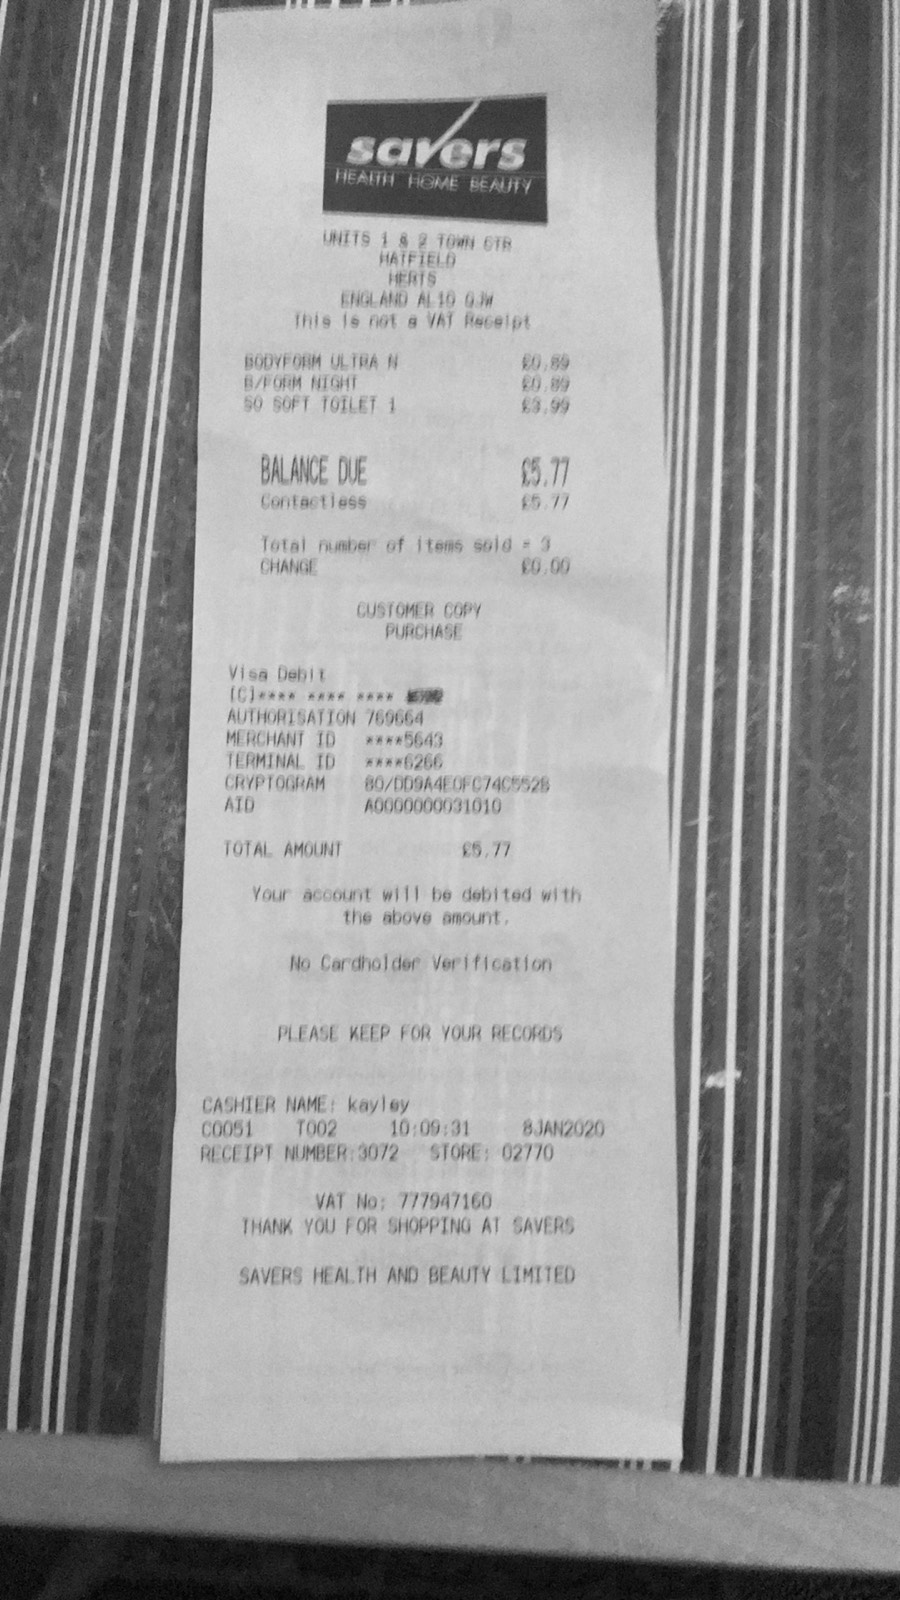 savers
HEALTH HOME BEAUTY
UNITS 1 & 2 TOWN CTR
HATFIELD
HERTS
ENGLAND AL10 0JW
This is not a VAT Receipt
BODYFORM ULTRA N £0.89
B/FORM NIGHT £0.89
SO SOFT TOILET 1 £3.99
BALANCE DUE £5.77
Contactless £5.77
Total number of items sold = 3
CHANGE £0.00
CUSTOMER COPY
PURCHASE
Visa Debit
[C]**** **** ****
AUTHORISATION 769664
MERCHANT ID ****5643
TERMINAL ID ****6266
CRYPTOGRAM 80/DD9A4E0FC74C5528
AID A0000000031010
TOTAL AMOUNT £5.77
Your account will be debited with
the above amount.
No Cardholder Verification
PLEASE KEEP FOR YOUR RECORDS
CASHIER NAME: kayley
C0051 T002 10:09:31 8JAN2020
RECEIPT NUMBER:3072 STORE: 02770
VAT No: 777947160
THANK YOU FOR SHOPPING AT SAVERS
SAVERS HEALTH AND BEAUTY LIMITED